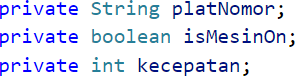 private String platNomor;
private boolean isMesinOn;
private int kecepatan;